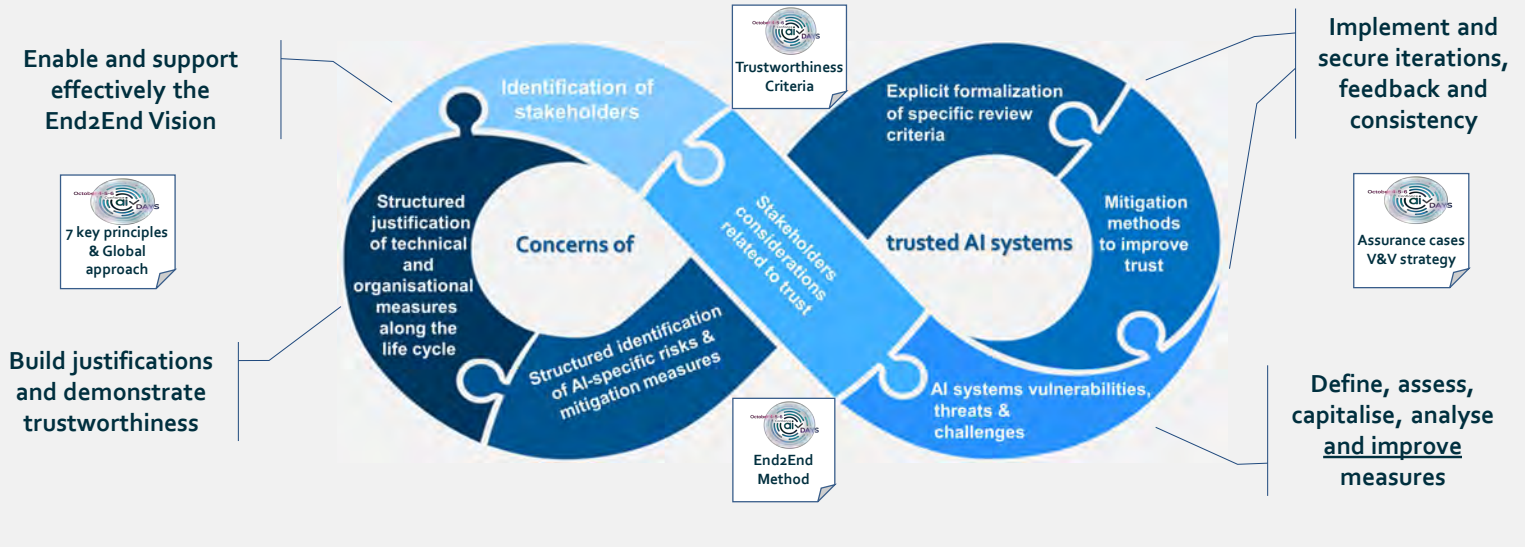 Enable and support
effectively the
End2End Vision
7 key principles
& Global
approach
Build justifications
and demonstrate
trustworthiness
Identification of
stakeholders
Structured
justification
of technical
and
organisational
measures
along the
life cycle
Concerns of
Structured identification
of AI-specific risks &
mitigation measures
Trustworthiness
Criteria
Stakeholders
considerations
related to trust
End2End
Method
Explicit formalization
of specific review
criteria
trusted AI systems
Mitigation
methods
to improve
trust
AI systems vulnerabilities,
threats &
challenges
Implement and
secure iterations,
feedback and
consistency
Assurance cases
V&V strategy
Define, assess,
capitalise, analyse
and improve
measures